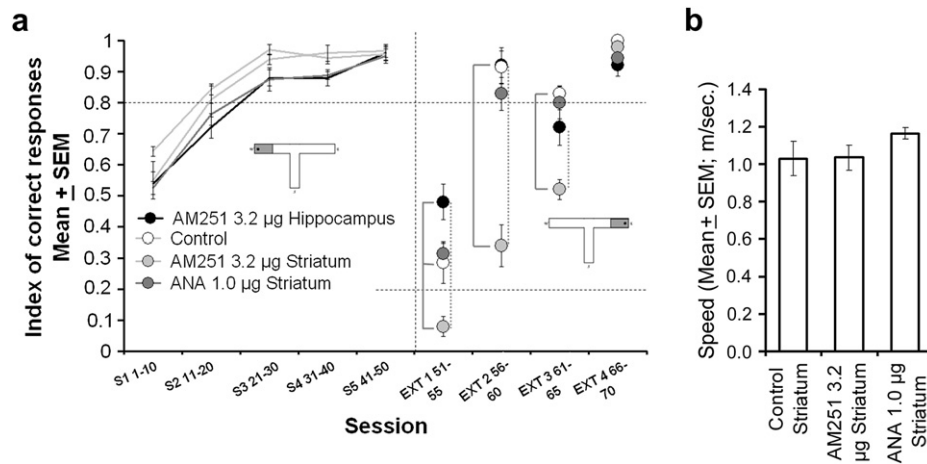 a
Index of correct responses
Mean ± SEM
1
0.9
0.8
0.7
0.6
0.5
0.4
0.3
0.2
0.1
0
AM251 3.2 µg Hippocampus
Control
AM251 3.2 µg Striatum
ANA 1.0 µg Striatum
S1 1-10
S2 11-20
S3 21-30
S4 31-40
S5 41-50
EXT 1 51-
55
EXT 2 56-
60
EXT 3 61-
65
EXT 4 66-
70
Session
b
Speed (Mean± SEM; m/sec.)
1.4
1.2
1.0
0.8
0.6
0.4
0.2
0.0
Control
Striatum
AM251 3.2
µg Striatum
ANA 1.0 µg
Striatum